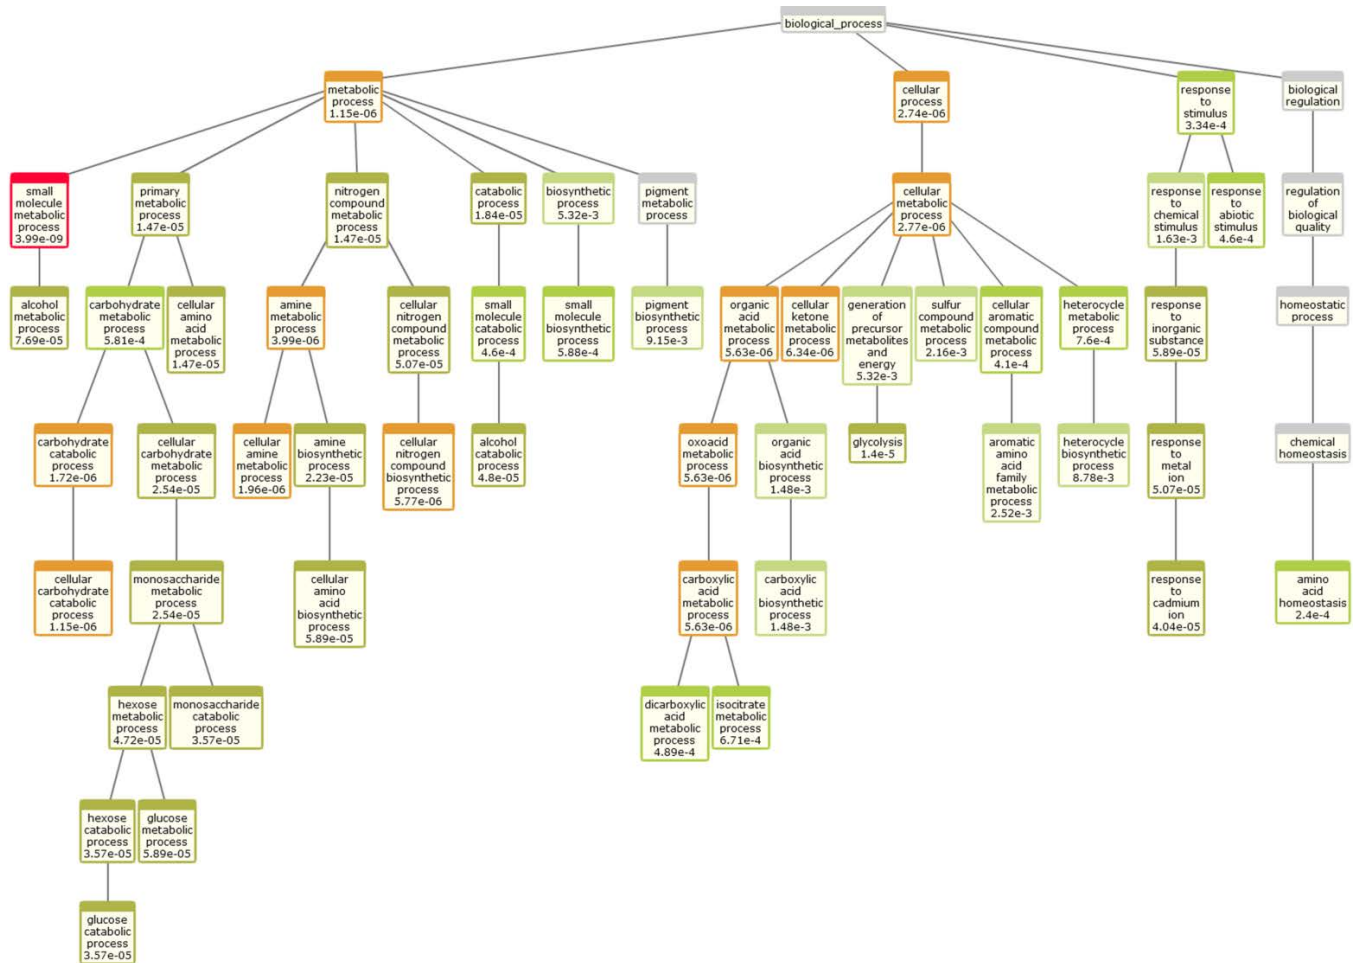 biological_process
metabolic
process
1.15e-06
cellular
process
2.74e-06
response
to
stimulus
3.34e-4
biological
regulation
small
molecule
metabolic
process
3.99e-09
primary
metabolic
process
1.47e-05
nitrogen
compound
metabolic
process
1.47e-05
catabolic
process
1.84e-05
biosynthetic
process
5.32e-3
pigment
metabolic
process
cellular
metabolic
process
2.77e-06
response
to
chemical
stimulus
1.63e-3
response
to
abiotic
stimulus
4.6e-4
regulation
of
biological
quality
alcohol
metabolic
process
7.69e-05
carbohydrate
metabolic
process
5.81e-4
cellular
amino
acid
metabolic
process
1.47e-05
amine
metabolic
process
3.99e-06
cellular
nitrogen
compound
metabolic
process
5.07e-05
small
molecule
catabolic
process
4.6e-4
small
molecule
biosynthetic
process
5.88e-4
pigment
biosynthetic
process
9.15e-3
organic
acid
metabolic
process
5.63e-06
cellular
ketone
metabolic
process
6.34e-06
generation
of
precursor
metabolites
and
energy
5.32e-3
sulfur
compound
metabolic
process
2.16e-3
cellular
aromatic
compound
metabolic
process
4.1e-4
heterocycle
metabolic
process
7.6e-4
response
to
inorganic
substance
5.89e-05
homeostatic
process
carbohydrate
catabolic
process
1.72e-06
cellular
carbohydrate
metabolic
process
2.54e-05
cellular
amine
metabolic
process
1.96e-06
amine
biosynthetic
process
2.23e-05
cellular
nitrogen
compound
biosynthetic
process
5.77e-06
alcohol
catabolic
process
4.8e-05
oxoacid
metabolic
process
5.63e-06
organic
acid
biosynthetic
process
1.48e-3
glycolysis
1.4e-5
aromatic
amino
acid
family
metabolic
process
2.52e-3
heterocycle
biosynthetic
process
8.78e-3
response
to
metal
ion
5.07e-05
chemical
homeostasis
cellular
carbohydrate
catabolic
process
1.15e-06
monosaccharide
metabolic
process
2.54e-05
cellular
amino
acid
biosynthetic
process
5.89e-05
carboxylic
acid
metabolic
process
5.63e-06
carboxylic
acid
biosynthetic
process
1.48e-3
response
to
cadmium
ion
4.04e-05
amino
acid
homeostasis
2.4e-4
hexose
metabolic
process
4.72e-05
monosaccharide
catabolic
process
3.57e-05
dicarboxylic
acid
metabolic
process
4.89e-4
isocitrate
metabolic
process
6.71e-4
hexose
catabolic
process
3.57e-05
glucose
metabolic
process
5.89e-05
glucose
catabolic
process
3.57e-05